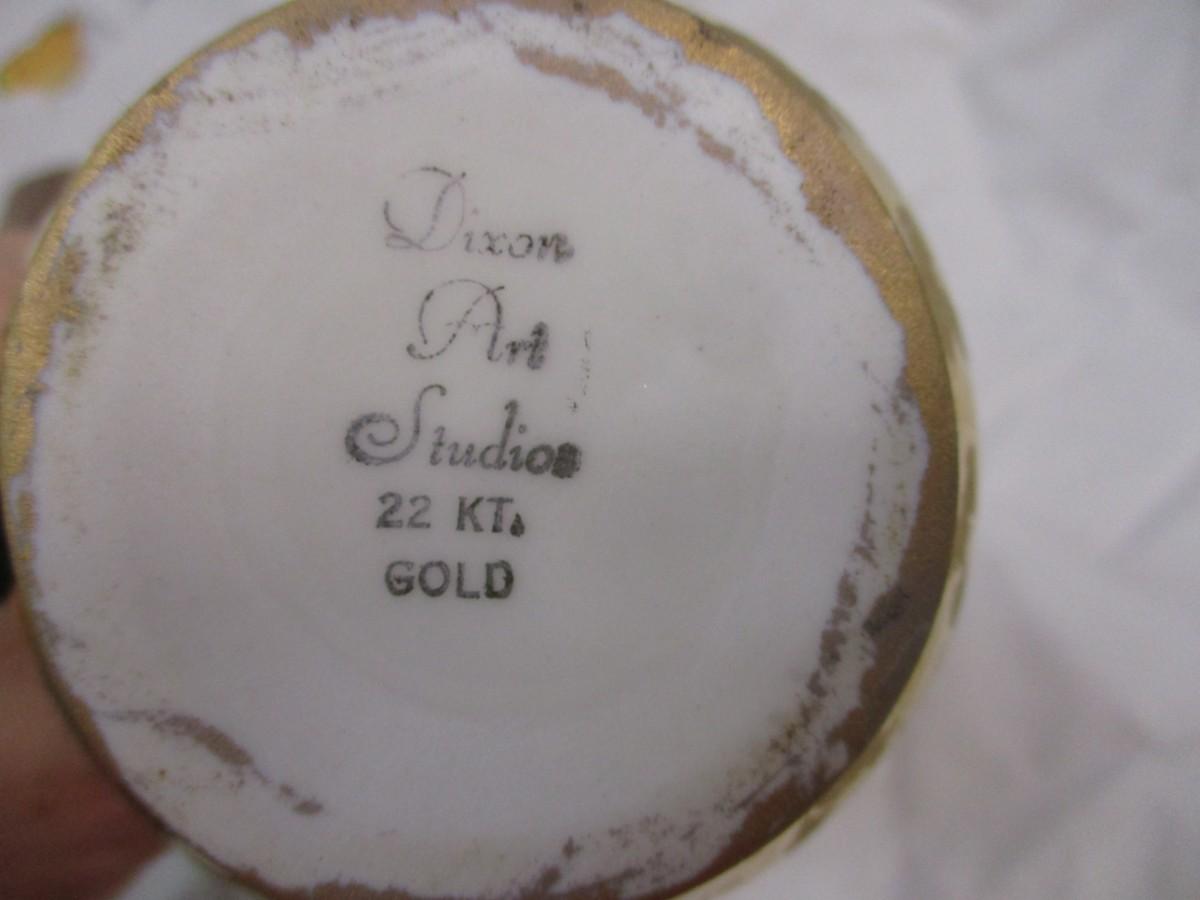 Dixon
Art
Studios
22 KT.
GOLD